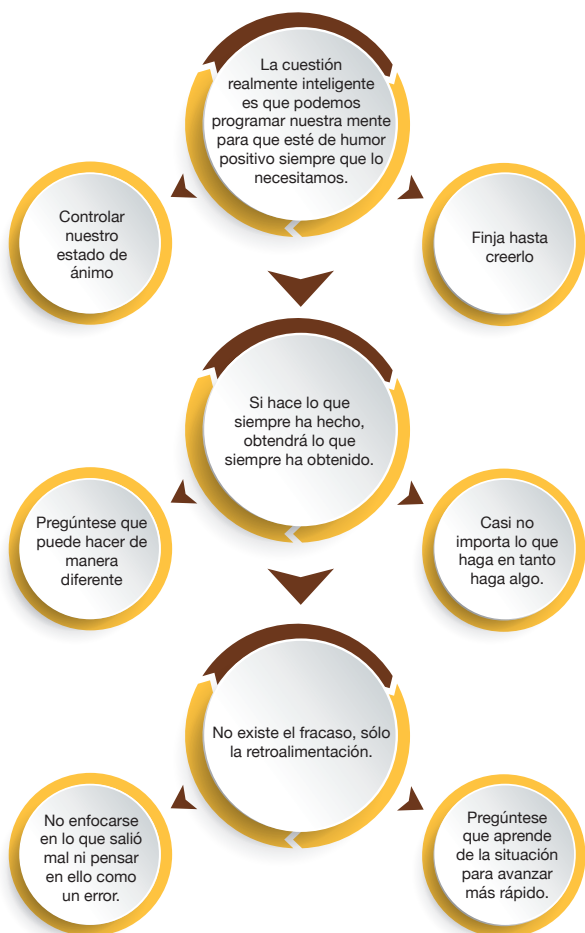 La cuestión
realmente inteligente
es que podemos
programar nuestra mente
para que esté de humor
positivo siempre que lo
necesitamos.
Controlar
nuestro
estado de
ánimo
Finja hasta
creerlo
Si hace lo que
siempre ha hecho,
obtendrá lo que
siempre ha obtenido.
Pregúntese que
puede hacer de
manera
diferente
Casi no
importa lo que
haga en tanto
haga algo.
No existe el fracaso, sólo
la retroalimentación.
No enfocarse
en lo que salió
mal ni pensar
en ello como
un error.
Pregúntese
que aprende
de la situación
para avanzar
más rápido.